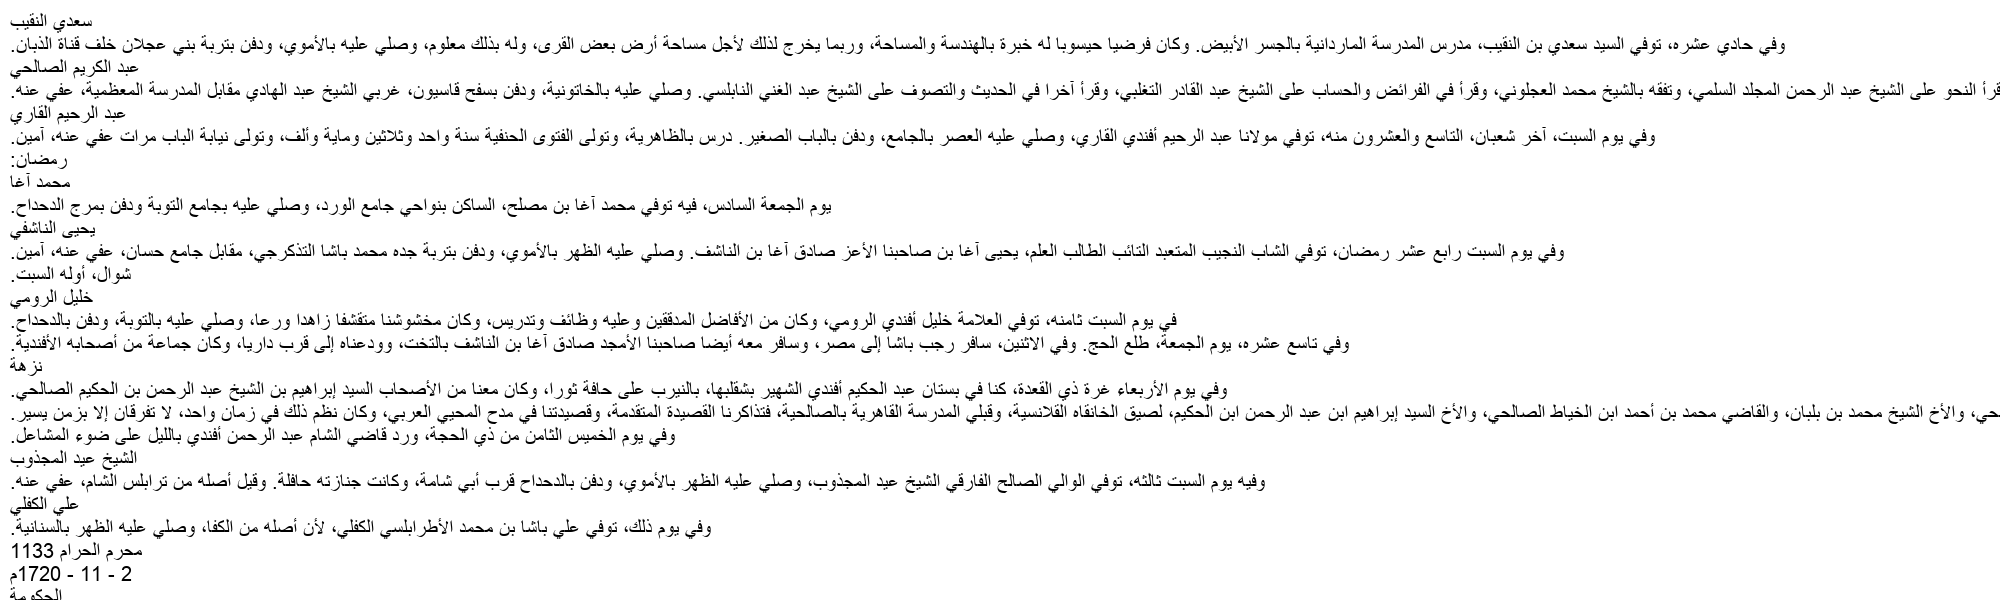 سعدي النقيب
وفي حادي عشره، توفي السيد سعدي بن النقيب، مدرس المدرسة الماردانية بالجسر الأبيض. وكان فرضيا حيسوبا له خبرة بالهندسة والمساحة، وربما يخرج لذلك لأجل مساحة أرض بعض القرى، وله بذلك معلوم، وصلي عليه بالأموي، ودفن بتربة بني عجلان خلف قناة الذبان.
عبد الكريم الصالحي
قرأ النحو على الشيخ عبد الرحمن المجلد السلمي، وتفقه بالشيخ محمد العجلوني، وقرأ في الفرائض والحساب على الشيخ عبد القادر التغلبي، وقرأ آخرا في الحديث والتصوف على الشيخ عبد الغني النابلسي. وصلي عليه بالخاتونية، ودفن بسفح قاسيون، غربي الشيخ عبد الهادي مقابل المدرسة المعظمية، عفي عنه.
عبد الرحيم القاري
وفي يوم السبت، آخر شعبان، التاسع والعشرون منه، توفي مولانا عبد الرحيم أفندي القاري، وصلي عليه العصر بالجامع، ودفن بالباب الصغير. درس بالظاهرية، وتولى الفتوى الحنفية سنة واحد وثلاثين وماية وألف، وتولى نيابة الباب مرات عفي عنه، آمين.
رمضان:
محمد آغا
يوم الجمعة السادس، فيه توفي محمد آغا بن مصلح، الساكن بنواحي جامع الورد، وصلي عليه بجامع التوبة ودفن بمرج الدحداح.
يحيى الناشفي
وفي يوم السبت رابع عشر رمضان، توفي الشاب النجيب المتعبد التائب الطالب العلم، يحيى آغا بن صاحبنا الأعز صادق آغا بن الناشف. وصلي عليه الظهر بالأموي، ودفن بتربة جده محمد باشا التذكرجي، مقابل جامع حسان، عفي عنه، آمين.
شوال، أوله السبت.
خليل الرومي
في يوم السبت ثامنه، توفي العلامة خليل أفندي الرومي، وكان من الأفاضل المدققين وعليه وظائف وتدريس، وكان مخشوشنا متقشفا زاهدا ورعا، وصلي عليه بالتوبة، ودفن بالدحداح.
وفي تاسع عشره، يوم الجمعة، طلع الحج. وفي الاثنين، سافر رجب باشا إلى مصر، وسافر معه أيضا صاحبنا الأمجد صادق آغا بن الناشف بالتخت، وودعناه إلى قرب داريا، وكان جماعة من أصحابه الأفندية.
نزهة
وفي يوم الأربعاء غرة ذي القعدة، كنا في بستان عبد الحكيم أفندي الشهير بشقلبها، بالنيرب على حافة ثورا، وكان معنا من الأصحاب السيد إبراهيم بن الشيخ عبد الرحمن بن الحكيم الصالحي.
والأخ الشيخ محمد بن بلبان، والقاضي محمد بن أحمد ابن الخياط الصالحي، والأخ السيد إبراهيم ابن عبد الرحمن ابن الحكيم، لصيق الخانقاه القلانسية، وقبلي المدرسة القاهرية بالصالحية، فتذاكرنا القصيدة المتقدمة، وقصيدتنا في مدح المحيي العربي، وكان نظم ذلك في زمان واحد، لا تفرقان إلا بزمن يسير.
وفي يوم الخميس الثامن من ذي الحجة، ورد قاضي الشام عبد الرحمن أفندي بالليل على ضوء المشاعل.
الشيخ عيد المجذوب
وفيه يوم السبت ثالثه، توفي الوالي الصالح الفارقي الشيخ عيد المجذوب، وصلي عليه الظهر بالأموي، ودفن بالدحداح قرب أبي شامة، وكانت جنازته حافلة. وقيل أصله من ترابلس الشام، عفي عنه.
علي الكفلي
وفي يوم ذلك، توفي علي باشا بن محمد الأطرابلسي الكفلي، لأن أصله من الكفا، وصلي عليه الظهر بالسنانية.
محرم الحرام 1133
2 - 11 - 1720م
الحكومة